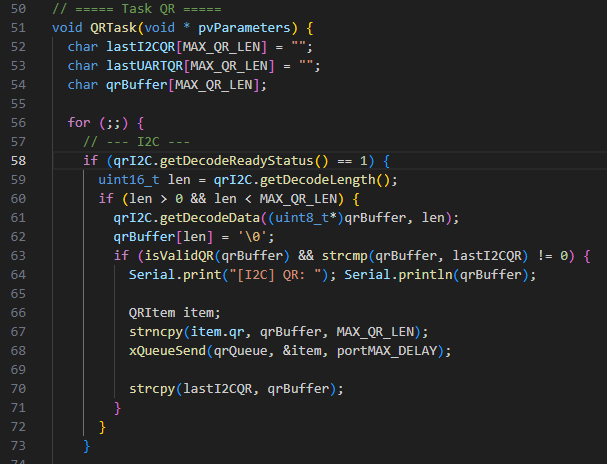 50 // ===== Task QR =====
51 void QRTask(void * pvParameters) {
52   char lastI2CQR[MAX_QR_LEN] = "";
53   char lastUARTQR[MAX_QR_LEN] = "";
54   char qrBuffer[MAX_QR_LEN];
55
56   for (;;) {
57     // --- I2C ---
58     if (qrI2C.getDecodeReadyStatus() == 1) {
59       uint16_t len = qrI2C.getDecodeLength();
60       if (len > 0 && len < MAX_QR_LEN) {
61         qrI2C.getDecodeData((uint8_t*)qrBuffer, len);
62         qrBuffer[len] = '\0';
63         if (isValidQR(qrBuffer) && strcmp(qrBuffer, lastI2CQR) != 0) {
64           Serial.print("[I2C] QR: "); Serial.println(qrBuffer);
65
66           QRItem item;
67           strncpy(item.qr, qrBuffer, MAX_QR_LEN);
68           xQueueSend(qrQueue, &item, portMAX_DELAY);
69
70           strcpy(lastI2CQR, qrBuffer);
71         }
72       }
73     }